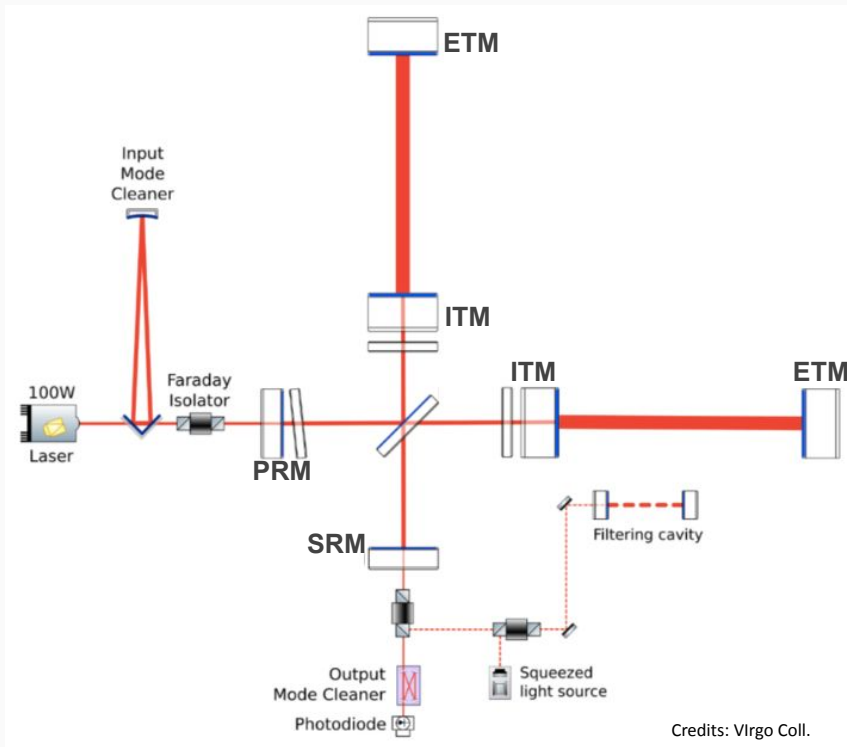 ETM
Input
Mode
Cleaner
ITM
ITM
ETM
100W
Faraday
Isolator
Laser
PRM
SRM
Filtering cavity
Squeezed
light source
Output
Mode Cleaner
Photodiode
Credits: VIrgo Coll.